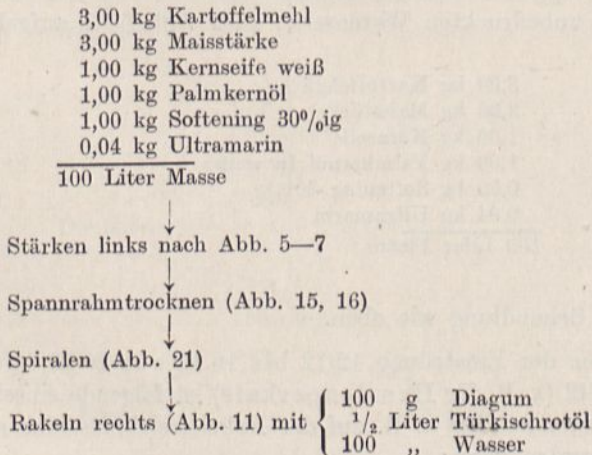 3,00 kg Kartoffelmehl
3,00 kg Maisstärke
1,00 kg Kernseife weiß
1,00 kg Palmkernöl
1,00 kg Softening 30%ig
0,04 kg Ultramarin
100 Liter Masse
Stärken links nach Abb. 5—7
Spannrahmtrocknen (Abb. 15, 16)
Spiralen (Abb. 21)
100 g Diagum
Rakeln rechts (Abb. 11) mit 1/2 Liter Türkischrotöl
100 „ Wasser